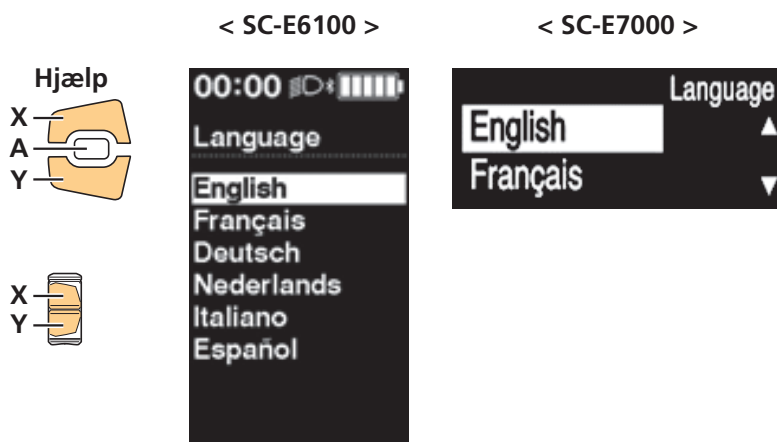 < SC-E6100 >
< SC-E7000 >
Hjælp
X
A
Y
X
Y
00:00
Language
English
Français
Deutsch
Nederlands
Italiano
Español
Language
English
Français